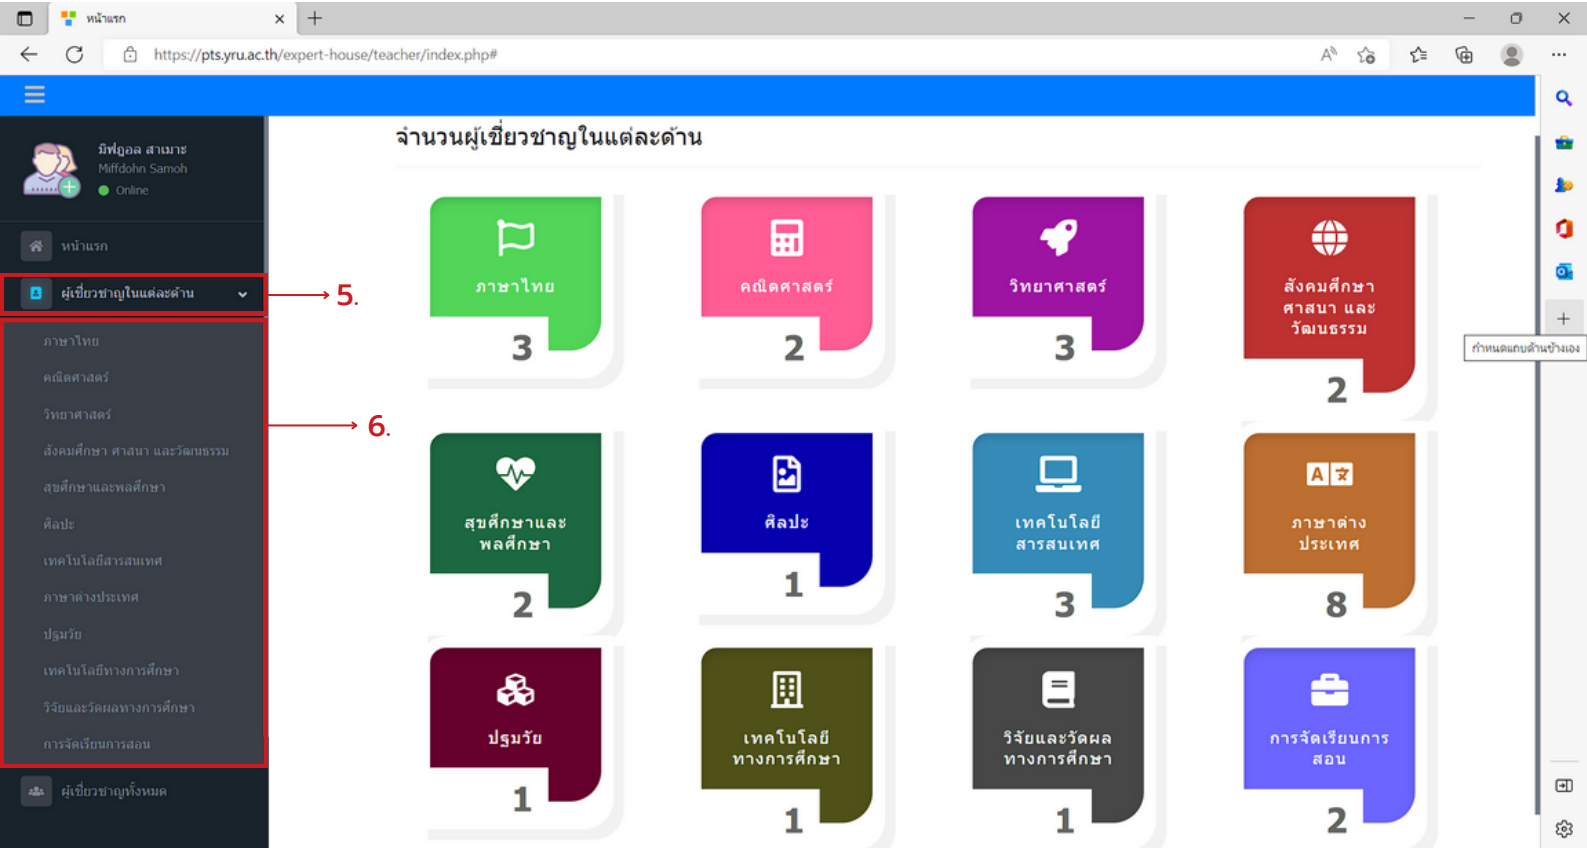 หน้าแรก
https://pts.yru.ac.th/expert-house/teacher/index.php#
มิฟฎอล สาเมาะ
Miffdohn Samoh
Online
หน้าแรก
ผู้เชี่ยวชาญในแต่ละด้าน
5.
ภาษาไทย
คณิตศาสตร์
วิทยาศาสตร์
สังคมศึกษา ศาสนา และวัฒนธรรม
สุขศึกษาและพลศึกษา
ศิลปะ
เทคโนโลยีสารสนเทศ
ภาษาต่างประเทศ
ปฐมวัย
เทคโนโลยีทางการศึกษา
วิจัยและวัดผลทางการศึกษา
การจัดเรียนการสอน
6.
ผู้เชี่ยวชาญทั้งหมด
จำนวนผู้เชี่ยวชาญในแต่ละด้าน
ภาษาไทย
3
คณิตศาสตร์
2
วิทยาศาสตร์
3
สังคมศึกษา
ศาสนา และ
วัฒนธรรม
2
สุขศึกษาและ
พลศึกษา
2
ศิลปะ
1
เทคโนโลยี
สารสนเทศ
3
ภาษาต่าง
ประเทศ
8
ปฐมวัย
1
เทคโนโลยี
ทางการศึกษา
1
วิจัยและวัดผล
ทางการศึกษา
1
การจัดเรียนการ
สอน
2
กำหนดแถบด้านข้างเอง